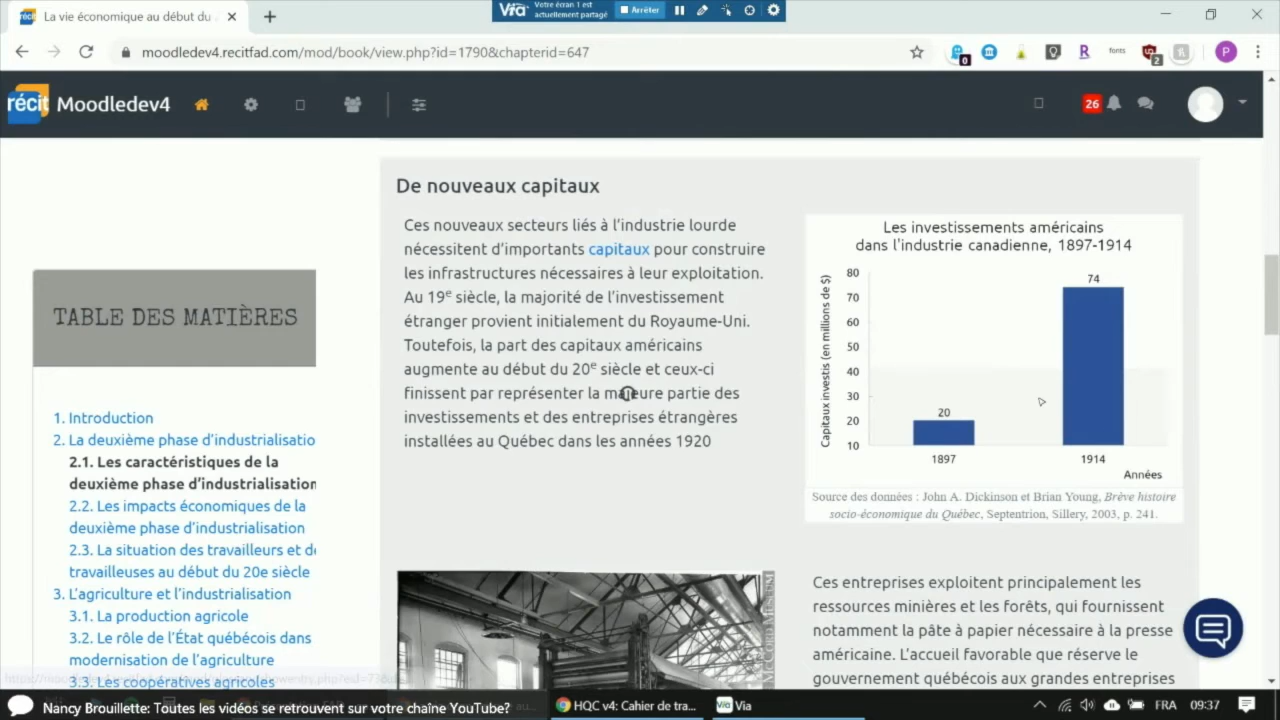 La vie économique au début du
Via
Votre écran 1 est
actuellement partagé
Arrêter
moodledev4.recitfad.com/mod/book/view.php?id=1790&chapterid=647
0
R
fonts
2
P
récit Moodledev4
26
De nouveaux capitaux
Ces nouveaux secteurs liés à l'industrie lourde
nécessitent d'importants capitaux pour construire
les infrastructures nécessaires à leur exploitation.
Au 19e siècle, la majorité de l'investissement
étranger provient initialement du Royaume-Uni.
Toutefois, la part des capitaux américains
augmente au début du 20e siècle et ceux-ci
finissent par représenter la majeure partie des
investissements et des entreprises étrangères
installées au Québec dans les années 1920
Les investissements américains
dans l'industrie canadienne, 1897-1914
Capitaux investis (en millions de $)
80
70
60
50
40
30
20
10
20
74
1897
1914
Années
Source des données : John A. Dickinson et Brian Young, Brève histoire
socio-économique du Québec, Septentrion, Sillery, 2003, p. 241.
TABLE DES MATIÈRES
1. Introduction
2. La deuxième phase d'industrialisatio
2.1. Les caractéristiques de la
deuxième phase d'industrialisation
2.2. Les impacts économiques de la
deuxième phase d'industrialisation
2.3. La situation des travailleurs et de
travailleuses au début du 20e siècle
3. L'agriculture et l'industrialisation
3.1. La production agricole
3.2. Le rôle de l'État québécois dans
modernisation de l'agriculture
3.3. Les coopératives agricoles
Ces entreprises exploitent principalement les
ressources minières et les forêts, qui fournissent
notamment la pâte à papier nécessaire à la presse
américaine. L'accueil favorable que réserve le
gouvernement québécois aux grandes entreprises
Nancy Brouillette: Toutes les vidéos se retrouvent sur votre chaîne YouTube?
HQC v4: Cahier de tra...
Via
FRA
09:37